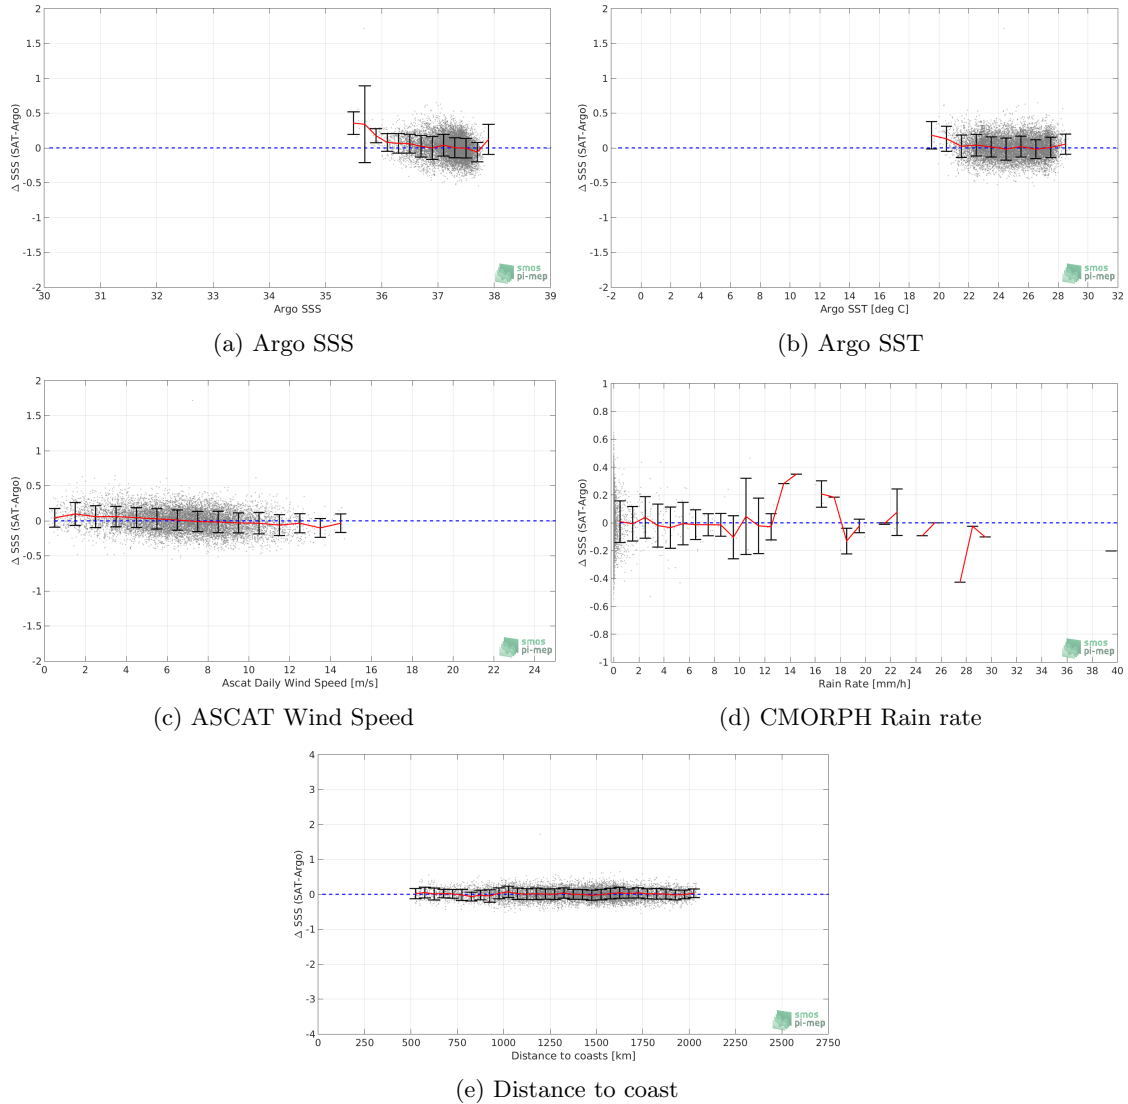 2
1.5
1
0.5
0
-0.5
-1
-1.5
-2
Δ SSS (SAT-Argo)
30 31 32 33 34 35 36 37 38 39
Argo SSS
smos
pi-mep
(a) Argo SSS
2
1.5
1
0.5
0
-0.5
-1
-1.5
-2
Δ SSS (SAT-Argo)
-2 0 2 4 6 8 10 12 14 16 18 20 22 24 26 28 30 32
Argo SST [deg C]
smos
pi-mep
(b) Argo SST
2
1.5
1
0.5
0
-0.5
-1
-1.5
-2
Δ SSS (SAT-Argo)
0 2 4 6 8 10 12 14 16 18 20 22 24
Ascat Daily Wind Speed [m/s]
smos
pi-mep
(c) ASCAT Wind Speed
1
0.8
0.6
0.4
0.2
0
-0.2
-0.4
-0.6
-0.8
-1
Δ SSS (SAT-Argo)
0 2 4 6 8 10 12 14 16 18 20 22 24 26 28 30 32 34 36 38 40
Rain Rate [mm/h]
smos
pi-mep
(d) CMORPH Rain rate
4
3
2
1
0
-1
-2
-3
-4
Δ SSS (SAT-Argo)
0 250 500 750 1000 1250 1500 1750 2000 2250 2500 2750
Distance to coasts [km]
smos
pi-mep
(e) Distance to coast